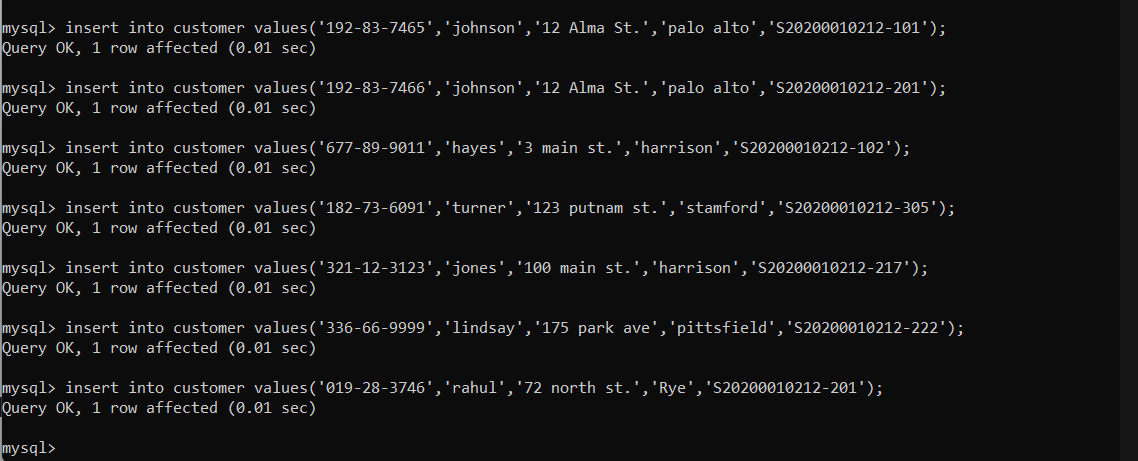 mysql> insert into customer values('192-83-7465','johnson','12 Alma St.','palo alto','S20200010212-101');
Query OK, 1 row affected (0.01 sec)
mysql> insert into customer values('192-83-7466','johnson','12 Alma St.','palo alto','S20200010212-201');
Query OK, 1 row affected (0.01 sec)
mysql> insert into customer values('677-89-9011','hayes','3 main st.','harrison','S20200010212-102');
Query OK, 1 row affected (0.01 sec)
mysql> insert into customer values('182-73-6091','turner','123 putnam st.','stamford','S20200010212-305');
Query OK, 1 row affected (0.01 sec)
mysql> insert into customer values('321-12-3123','jones','100 main st.','harrison','S20200010212-217');
Query OK, 1 row affected (0.01 sec)
mysql> insert into customer values('336-66-9999','lindsay','175 park ave','pittsfield','S20200010212-222');
Query OK, 1 row affected (0.01 sec)
mysql> insert into customer values('019-28-3746','rahul','72 north st.','Rye','S20200010212-201');
Query OK, 1 row affected (0.01 sec)
mysql>